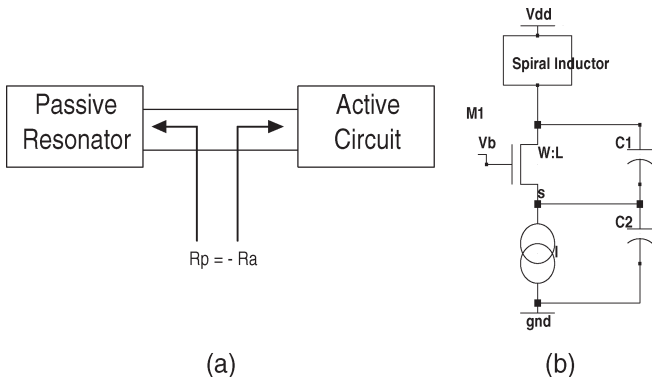 Passive
Resonator
Active
Circuit
Rp = - Ra
(a)
Vdd
Spiral Inductor
M1
Vb
W:L
C1
s
C2
I
gnd
(b)